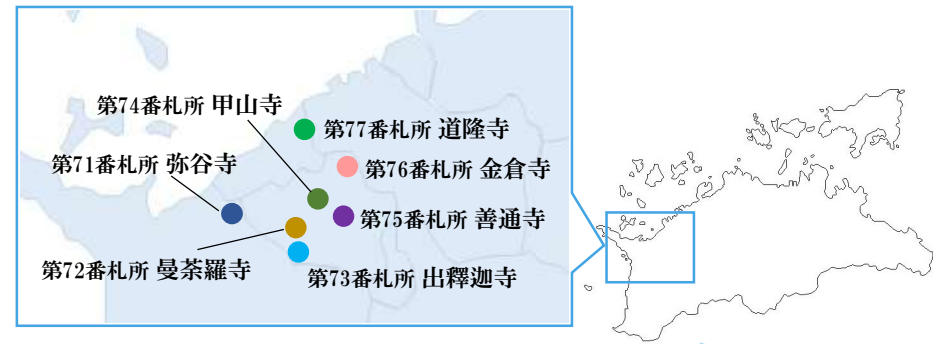 第74番札所 甲山寺
第77番札所 道隆寺
第71番札所 弥谷寺
第76番札所 金倉寺
第75番札所 善通寺
第72番札所 曼荼羅寺
第73番札所 出釋迦寺